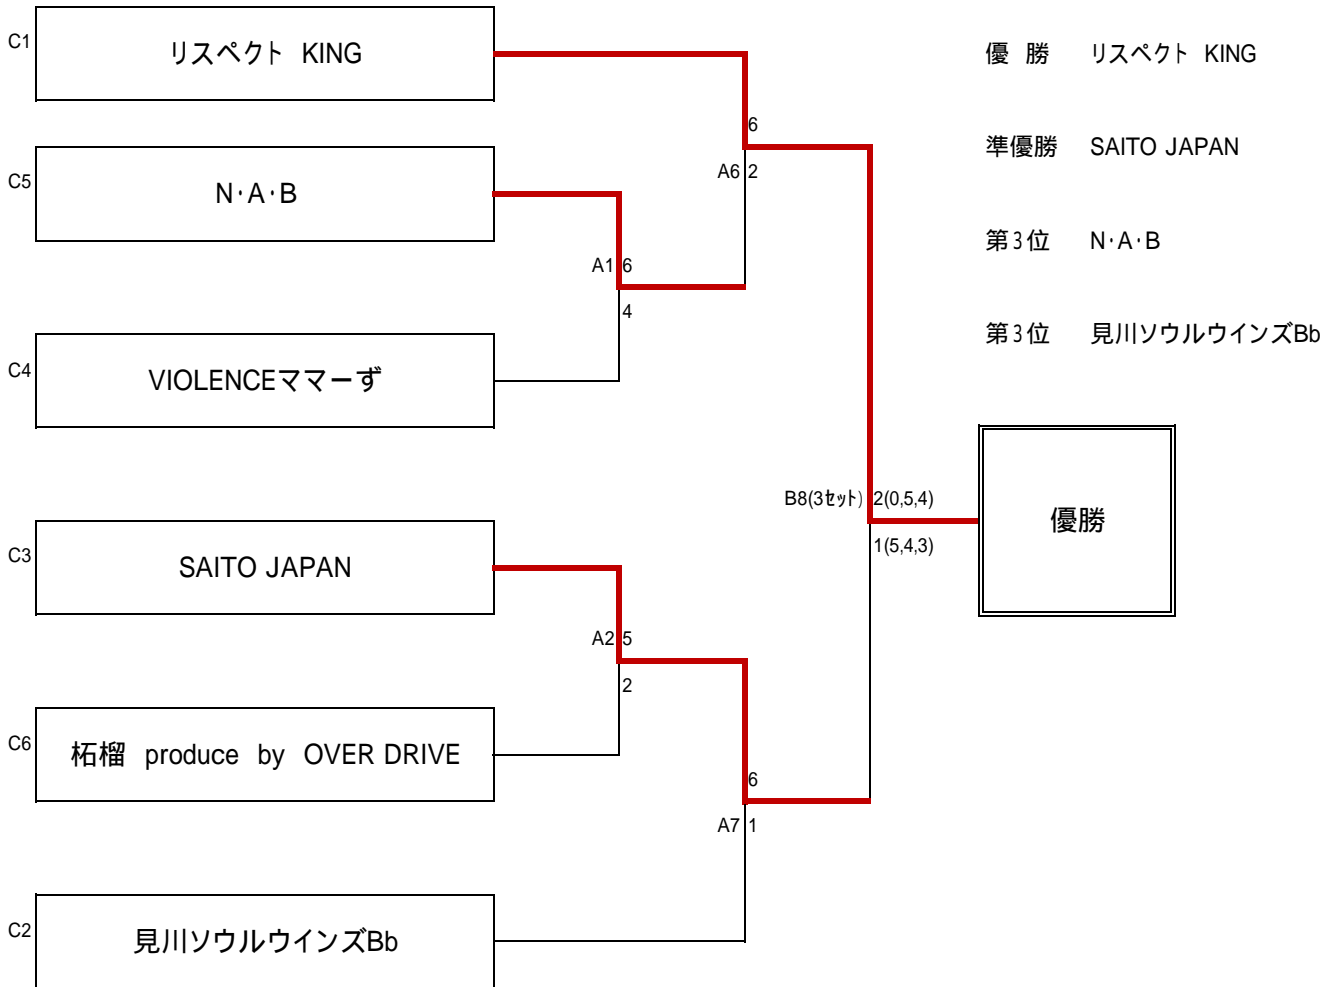 C1
リスペクト KING
C5
N・A・B
C4
VIOLENCEママーず
C3
SAITO JAPAN
C6
柘榴 produce by OVER DRIVE
C2
見川ソウルウインズBb
A1 6
4
A2 5
2
6
A6 2
6
A7 1
B8(3セット) 2(0,5,4)
1(5,4,3)
優勝
優 勝 リスペクト KING
準優勝 SAITO JAPAN
第3位 N・A・B
第3位 見川ソウルウインズBb